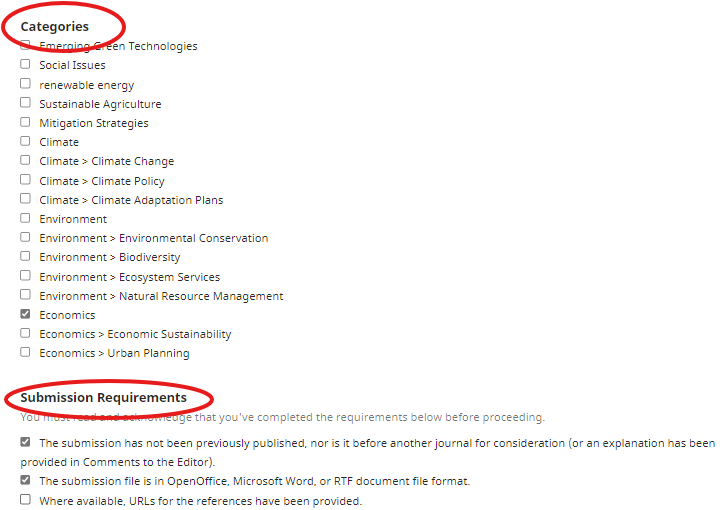 Categories
Emerging Green Technologies
Social Issues
renewable energy
Sustainable Agriculture
Mitigation Strategies
Climate
Climate > Climate Change
Climate > Climate Policy
Climate > Climate Adaptation Plans
Environment
Environment > Environmental Conservation
Environment > Biodiversity
Environment > Ecosystem Services
Environment > Natural Resource Management
Economics
Economics > Economic Sustainability
Economics > Urban Planning
Submission Requirements
You must read and acknowledge that you've completed the requirements below before proceeding.
The submission has not been previously published, nor is it before another journal for consideration (or an explanation has been
provided in Comments to the Editor).
The submission file is in OpenOffice, Microsoft Word, or RTF document file format.
Where available, URLs for the references have been provided.